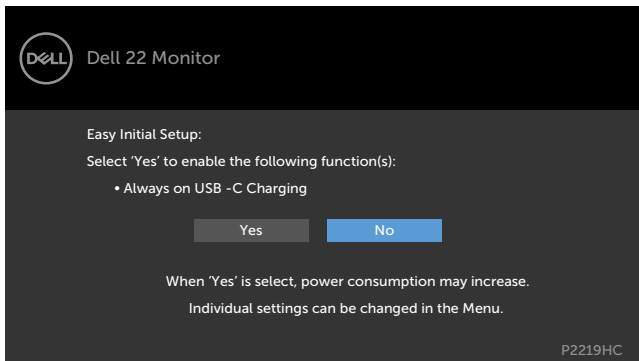 DELL Dell 22 Monitor
Easy Initial Setup:
Select ‘Yes’ to enable the following function(s):
• Always on USB -C Charging
Yes No
When ‘Yes’ is select, power consumption may increase.
Individual settings can be changed in the Menu.
P2219HC